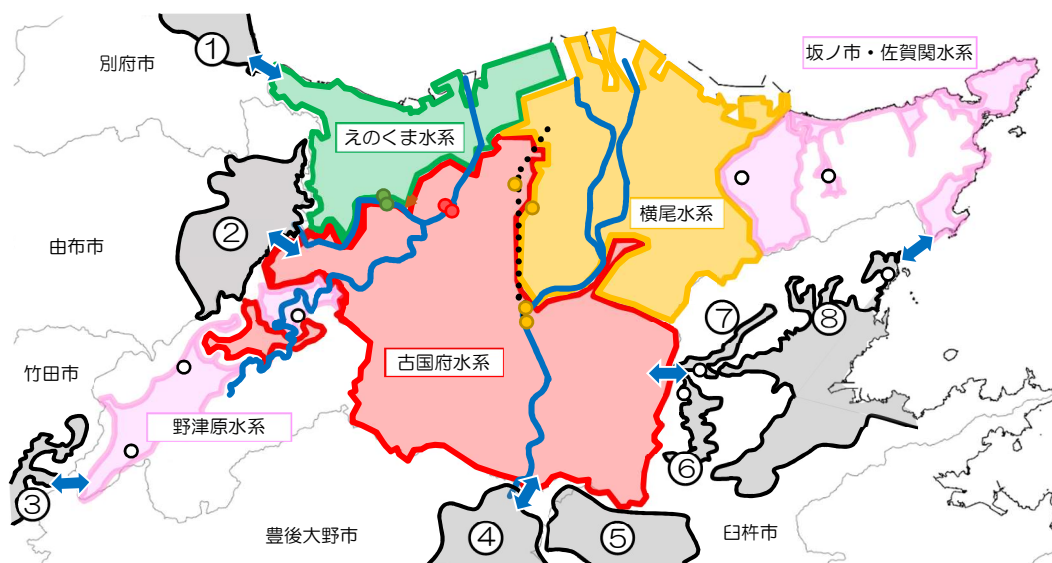 ①
別府市
坂ノ市・佐賀関水系
えのくま水系
横尾水系
②
由布市
⑦
⑧
古国府水系
竹田市
野津原水系
⑥
③
豊後大野市
④
⑤
臼杵市